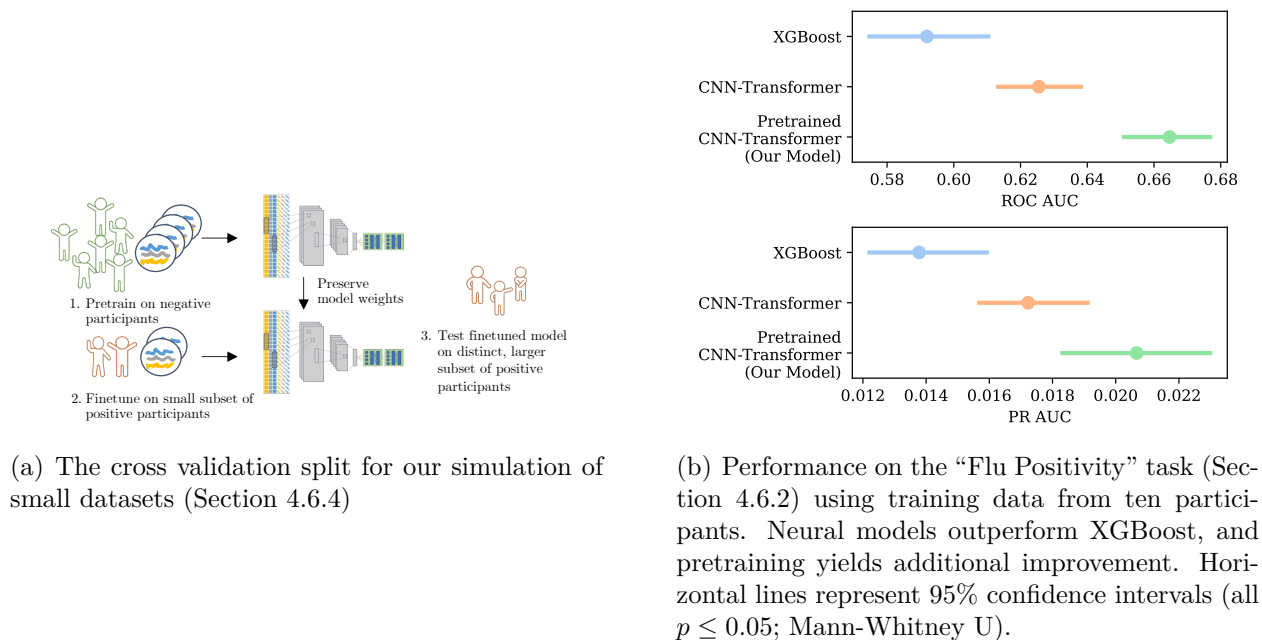 1. Pretrain on negative
participants
Preserve
model weights
2. Finetune on small subset of
positive participants
3. Test finetuned model
on distinct, larger
subset of positive
participants
(a) The cross validation split for our simulation of
small datasets (Section 4.6.4)
XGBoost
CNN-Transformer
Pretrained
CNN-Transformer
(Our Model)
0.58 0.60 0.62 0.64 0.66 0.68
ROC AUC
XGBoost
CNN-Transformer
Pretrained
CNN-Transformer
(Our Model)
0.012 0.014 0.016 0.018 0.020 0.022
PR AUC
(b) Performance on the “Flu Positivity” task (Sec-
tion 4.6.2) using training data from ten partici-
pants. Neural models outperform XGBoost, and
pretraining yields additional improvement. Hori-
zontal lines represent 95% confidence intervals (all
p ≤ 0.05; Mann-Whitney U).